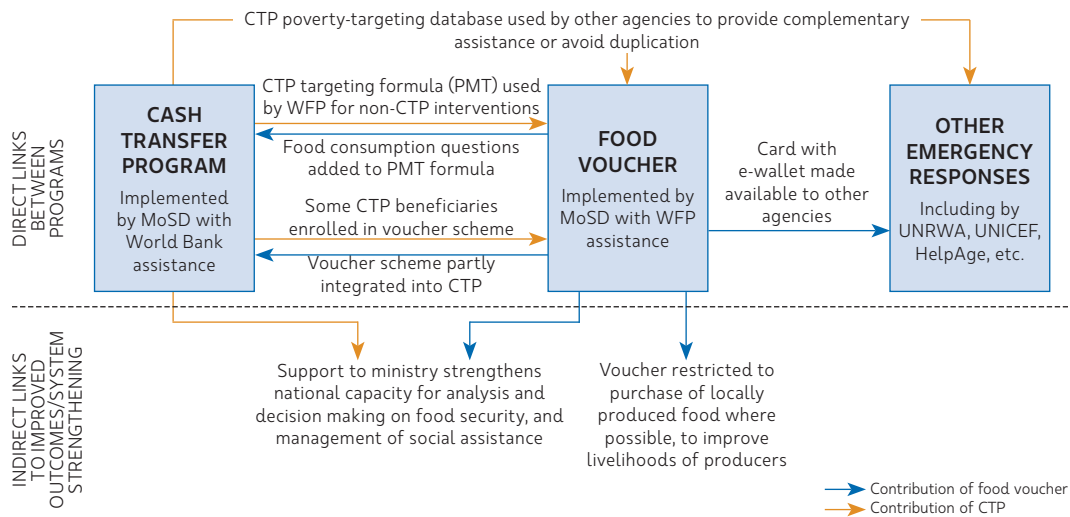 CTP poverty-targeting database used by other agencies to provide complementary
assistance or avoid duplication
DIRECT LINKS
BETWEEN
PROGRAMS
CASH
TRANSFER
PROGRAM
Implemented
by MoSD with
World Bank
assistance
CTP targeting formula (PMT) used
by WFP for non-CTP interventions
Food consumption questions
added to PMT formula
Some CTP beneficiaries
enrolled in voucher scheme
Voucher scheme partly
integrated into CTP
FOOD
VOUCHER
Implemented by
MoSD with WFP
assistance
Card with
e-wallet made
available to other
agencies
OTHER
EMERGENCY
RESPONSES
Including by
UNRWA, UNICEF,
HelpAge, etc.
INDIRECT LINKS
TO IMPROVED
OUTCOMES/SYSTEM
STRENGTHENING
Support to ministry strengthens
national capacity for analysis and
decision making on food security, and
management of social assistance
Voucher restricted to
purchase of locally
produced food where
possible, to improve
livelihoods of producers
Contribution of food voucher
Contribution of CTP